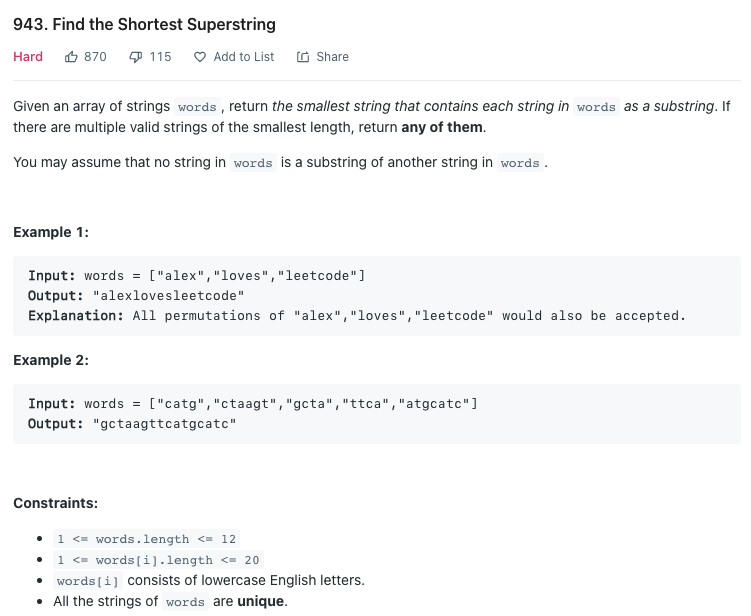 943. Find the Shortest Superstring
Hard 870 115 Add to List Share
Given an array of strings words, return the smallest string that contains each string in words as a substring. If
there are multiple valid strings of the smallest length, return any of them.
You may assume that no string in words is a substring of another string in words.
Example 1:
Input: words = ["alex","loves","leetcode"]
Output: "alexlovesleetcode"
Explanation: All permutations of "alex","loves","leetcode" would also be accepted.
Example 2:
Input: words = ["catg","ctaagt","gcta","ttca","atgcatc"]
Output: "gctaagttcatgcatc"
Constraints:
• 1 <= words.length <= 12
• 1 <= words[i].length <= 20
• words[i] consists of lowercase English letters.
• All the strings of words are unique.